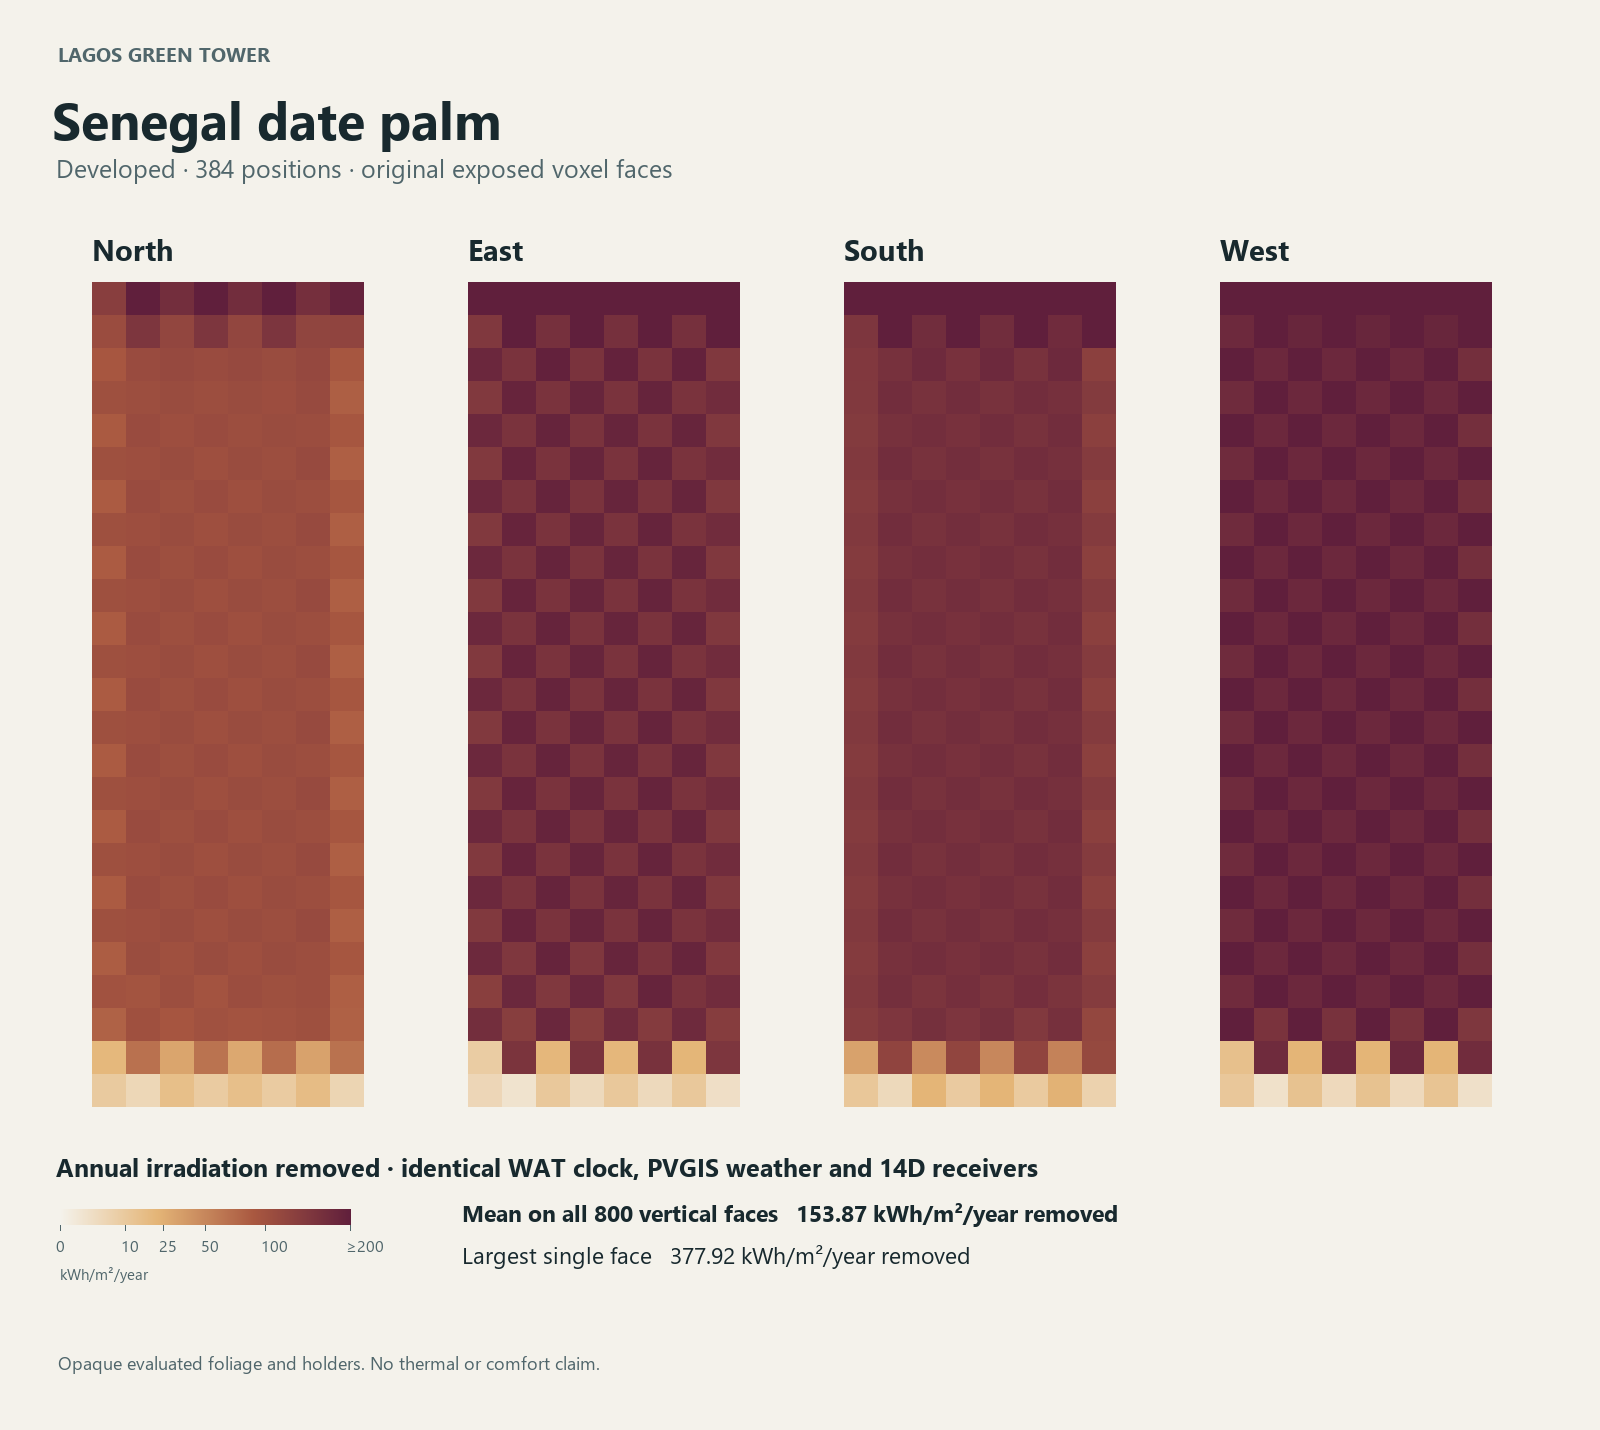 LAGOS GREEN TOWER
Senegal date palm
Developed · 384 positions · original exposed voxel faces
North East South West
Annual irradiation removed · identical WAT clock, PVGIS weather and 14D receivers
Mean on all 800 vertical faces 153.87 kWh/m²/year removed
0 10 25 50 100 ≥200
Largest single face 377.92 kWh/m²/year removed
kWh/m²/year
Opaque evaluated foliage and holders. No thermal or comfort claim.